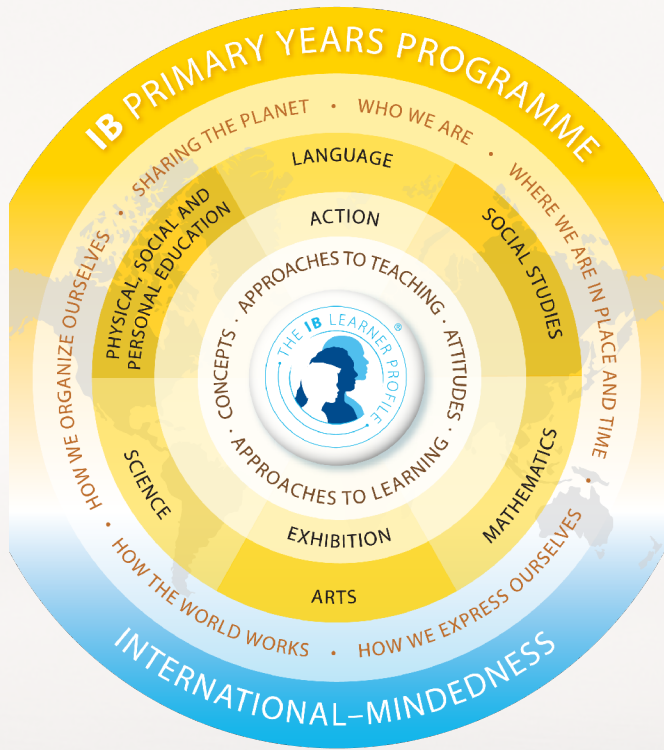 IB PRIMARY YEARS PROGRAMME
SHARING THE PLANET • WHO WE ARE • WHERE WE ARE IN PLACE AND TIME • HOW WE EXPRESS OURSELVES • HOW THE WORLD WORKS • HOW WE ORGANIZE OURSELVES •
LANGUAGE
SOCIAL STUDIES
MATHEMATICS
ARTS
SCIENCE
PHYSICAL, SOCIAL AND
PERSONAL EDUCATION
ACTION
EXHIBITION
APPROACHES TO TEACHING · ATTITUDES · APPROACHES TO LEARNING · CONCEPTS ·
THE IB LEARNER PROFILE ®
INTERNATIONAL–MINDEDNESS